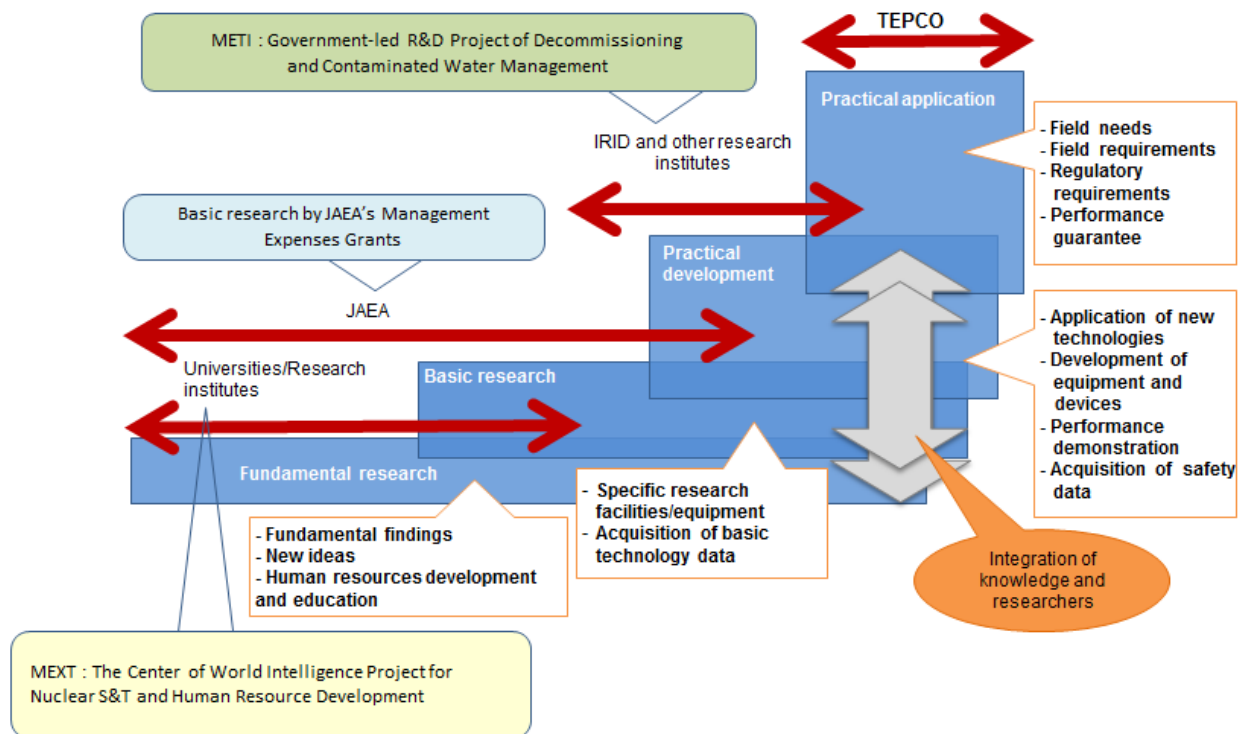 TEPCO
METI : Government-led R&D Project of Decommissioning
and Contaminated Water Management
Practical application
- Field needs
- Field requirements
- Regulatory
requirements
- Performance
guarantee
IRID and other research
institutes
Basic research by JAEA's Management
Expenses Grants
Practical
development
JAEA
- Application of new
technologies
- Development of
equipment and
devices
- Performance
demonstration
- Acquisition of safety
data
Universities/Research
institutes
Basic research
Fundamental research
- Specific research
facilities/equipment
- Acquisition of basic
technology data
- Fundamental findings
- New ideas
- Human resources development
and education
Integration of
knowledge and
researchers
MEXT : The Center of World Intelligence Project for
Nuclear S&T and Human Resource Development